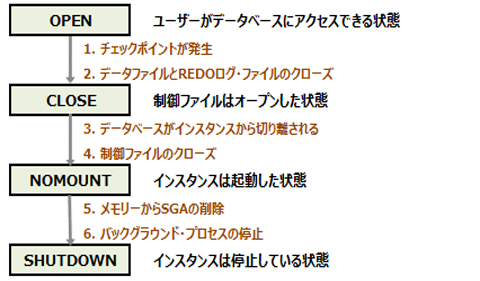 OPEN ユーザーがデータベースにアクセスできる状態
1. チェックポイントが発生
2. データファイルとREDOログ・ファイルのクローズ
CLOSE 制御ファイルはオープンした状態
3. データベースがインスタンスから切り離される
4. 制御ファイルのクローズ
NOMOUNT インスタンスは起動した状態
5. メモリーからSGAの削除
6. バックグラウンド・プロセスの停止
SHUTDOWN インスタンスは停止している状態